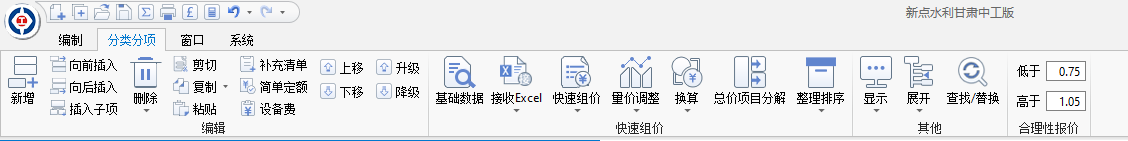 新点水利甘肃中工版
编制 分类分项 窗口 系统
新增
向前插入
向后插入
插入子项
删除
剪切
复制
粘贴
补充清单
简单定额
设备费
上移
下移
升级
降级
编辑
基础数据 接收Excel 快速组价 量价调整 换算 总价项目分解 整理排序
快速组价
显示 展开 查找/替换
其他
低于 0.75
高于 1.05
合理性报价